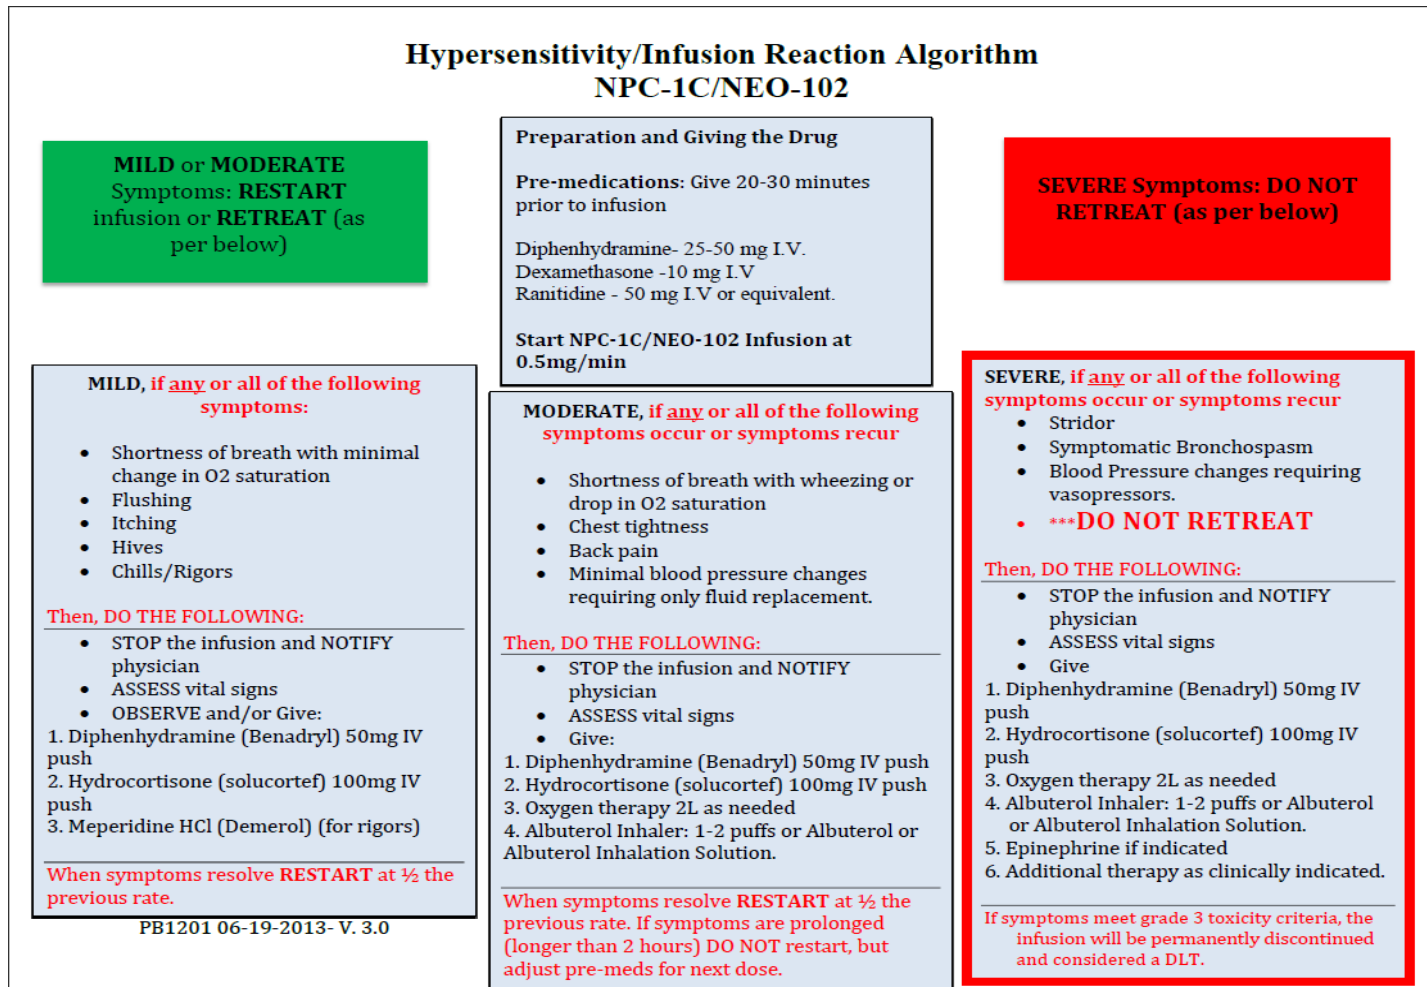 Hypersensitivity/Infusion Reaction Algorithm
NPC-1C/NEO-102
MILD or MODERATE
Symptoms: RESTART
infusion or RETREAT (as
per below)
Preparation and Giving the Drug
Pre-medications: Give 20-30 minutes
prior to infusion
Diphenhydramine- 25-50 mg I.V.
Dexamethasone -10 mg I.V
Ranitidine - 50 mg I.V or equivalent.
Start NPC-1C/NEO-102 Infusion at
0.5mg/min
SEVERE Symptoms: DO NOT
RETREAT (as per below)
MILD, if any or all of the following
symptoms:
• Shortness of breath with minimal
change in O2 saturation
• Flushing
• Itching
• Hives
• Chills/Rigors
Then, DO THE FOLLOWING:
• STOP the infusion and NOTIFY
physician
• ASSESS vital signs
• OBSERVE and/or Give:
1. Diphenhydramine (Benadryl) 50mg IV
push
2. Hydrocortisone (solucortef) 100mg IV
push
3. Meperidine HCl (Demerol) (for rigors)
When symptoms resolve RESTART at ½ the
previous rate.
PB1201 06-19-2013- V. 3.0
MODERATE, if any or all of the following
symptoms occur or symptoms recur
• Shortness of breath with wheezing or
drop in O2 saturation
• Chest tightness
• Back pain
• Minimal blood pressure changes
requiring only fluid replacement.
Then, DO THE FOLLOWING:
• STOP the infusion and NOTIFY
physician
• ASSESS vital signs
• Give:
1. Diphenhydramine (Benadryl) 50mg IV push
2. Hydrocortisone (solucortef) 100mg IV push
3. Oxygen therapy 2L as needed
4. Albuterol Inhaler: 1-2 puffs or Albuterol or
Albuterol Inhalation Solution.
When symptoms resolve RESTART at ½ the
previous rate. If symptoms are prolonged
(longer than 2 hours) DO NOT restart, but
adjust pre-meds for next dose.
SEVERE, if any or all of the following
symptoms occur or symptoms recur
• Stridor
• Symptomatic Bronchospasm
• Blood Pressure changes requiring
vasopressors.
• ***DO NOT RETREAT
Then, DO THE FOLLOWING:
• STOP the infusion and NOTIFY
physician
• ASSESS vital signs
• Give
1. Diphenhydramine (Benadryl) 50mg IV
push
2. Hydrocortisone (solucortef) 100mg IV
push
3. Oxygen therapy 2L as needed
4. Albuterol Inhaler: 1-2 puffs or Albuterol
or Albuterol Inhalation Solution.
5. Epinephrine if indicated
6. Additional therapy as clinically indicated.
If symptoms meet grade 3 toxicity criteria, the
infusion will be permanently discontinued
and considered a DLT.